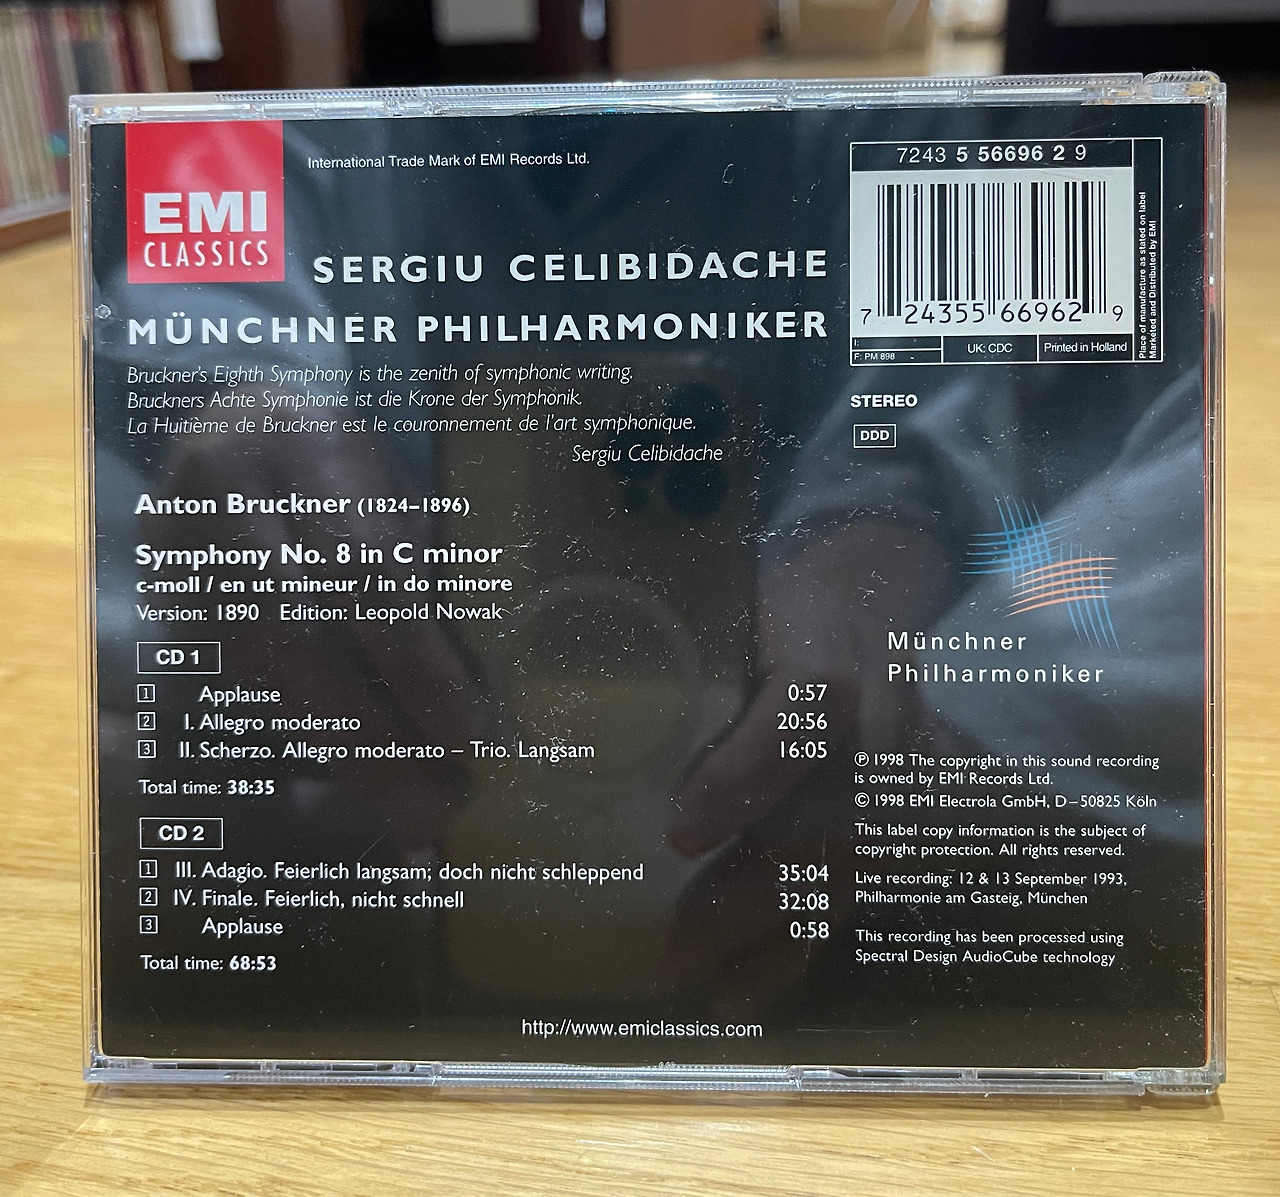 EMI
CLASSICS
International Trade Mark of EMI Records Ltd.
SERGIU CELIBIDACHE
MÜNCHNER PHILHARMONIKER
Bruckner's Eighth Symphony is the zenith of symphonic writing.
Bruckners Achte Symphonie ist die Krone der Symphonik.
La Huitième de Bruckner est le couronnement de l'art symphonique.
Sergiu Celibidache
7243 5 56696 2 9
7 24355 66962 9
I:
F: PM 898
UK: CDC
Printed in Holland
Place of manufacture as stated on label
Marketed and Distributed by EMI
STEREO
DDD
Anton Bruckner (1824–1896)
Symphony No. 8 in C minor
c-moll / en ut mineur / in do minore
Version: 1890 Edition: Leopold Nowak
CD 1
1 Applause 0:57
2 I. Allegro moderato 20:56
3 II. Scherzo. Allegro moderato – Trio. Langsam 16:05
Total time: 38:35
CD 2
1 III. Adagio. Feierlich langsam; doch nicht schleppend 35:04
2 IV. Finale. Feierlich, nicht schnell 32:08
3 Applause 0:58
Total time: 68:53
Münchner
Philharmoniker
℗ 1998 The copyright in this sound recording
is owned by EMI Records Ltd.
© 1998 EMI Electrola GmbH, D–50825 Köln
This label copy information is the subject of
copyright protection. All rights reserved.
Live recording: 12 & 13 September 1993,
Philharmonie am Gasteig, München
This recording has been processed using
Spectral Design AudioCube technology
http://www.emiclassics.com